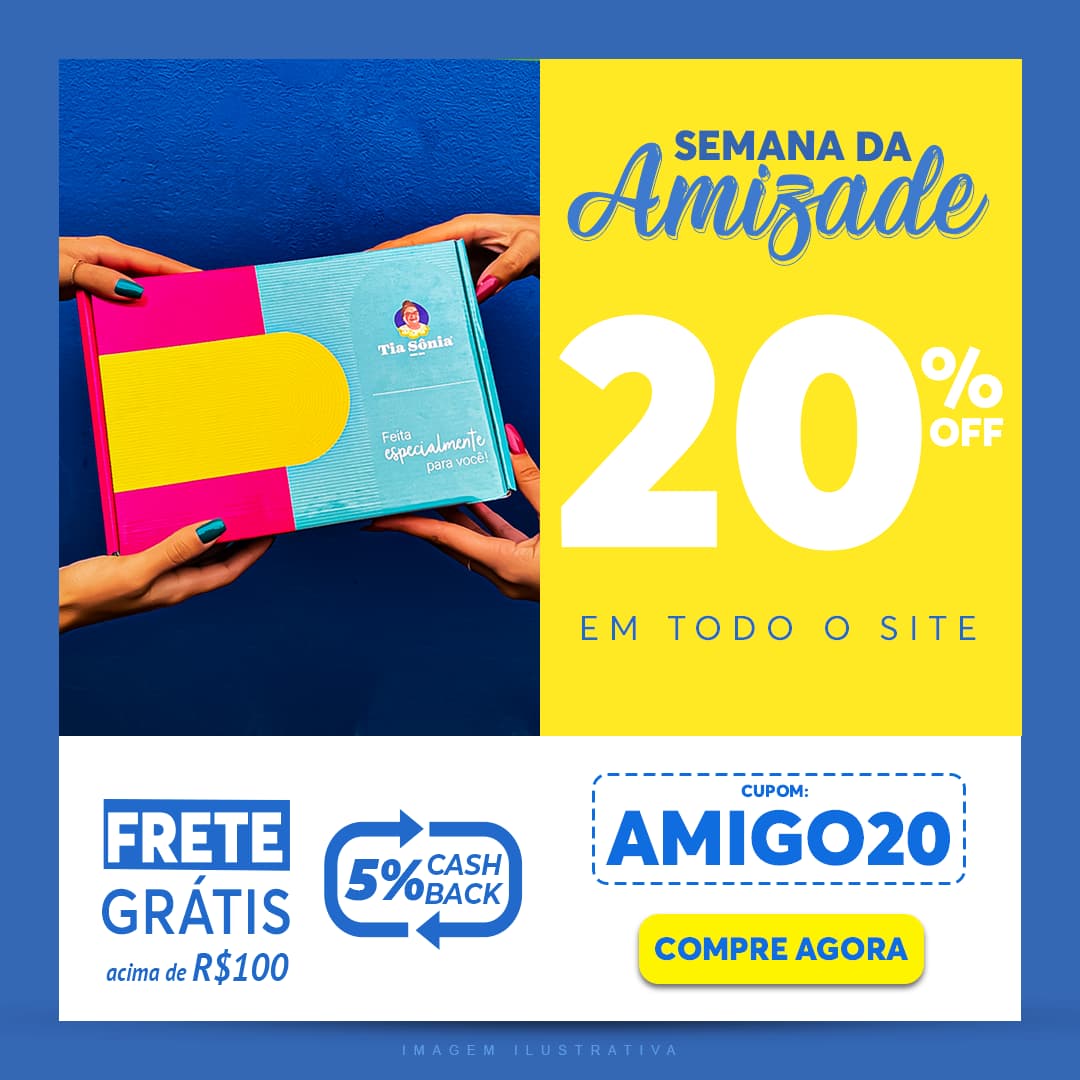 SEMANA DA
Amizade
20% OFF
EM TODO O SITE
Tia Sônia
Feita
especialmente
para você!
FRETE
GRÁTIS
acima de R$100
5% CASH
BACK
CUPOM:
AMIGO20
COMPRE AGORA
IMAGEM ILUSTRATIVA